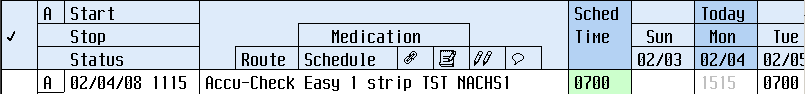 A Start Sched Today
✓ Stop Medication Time Sun Mon Tue
Status Route Schedule 02/03 02/04 02/05
A 02/04/08 1115 Accu-Check Easy 1 strip TST NACHS1 0700 1515 0700